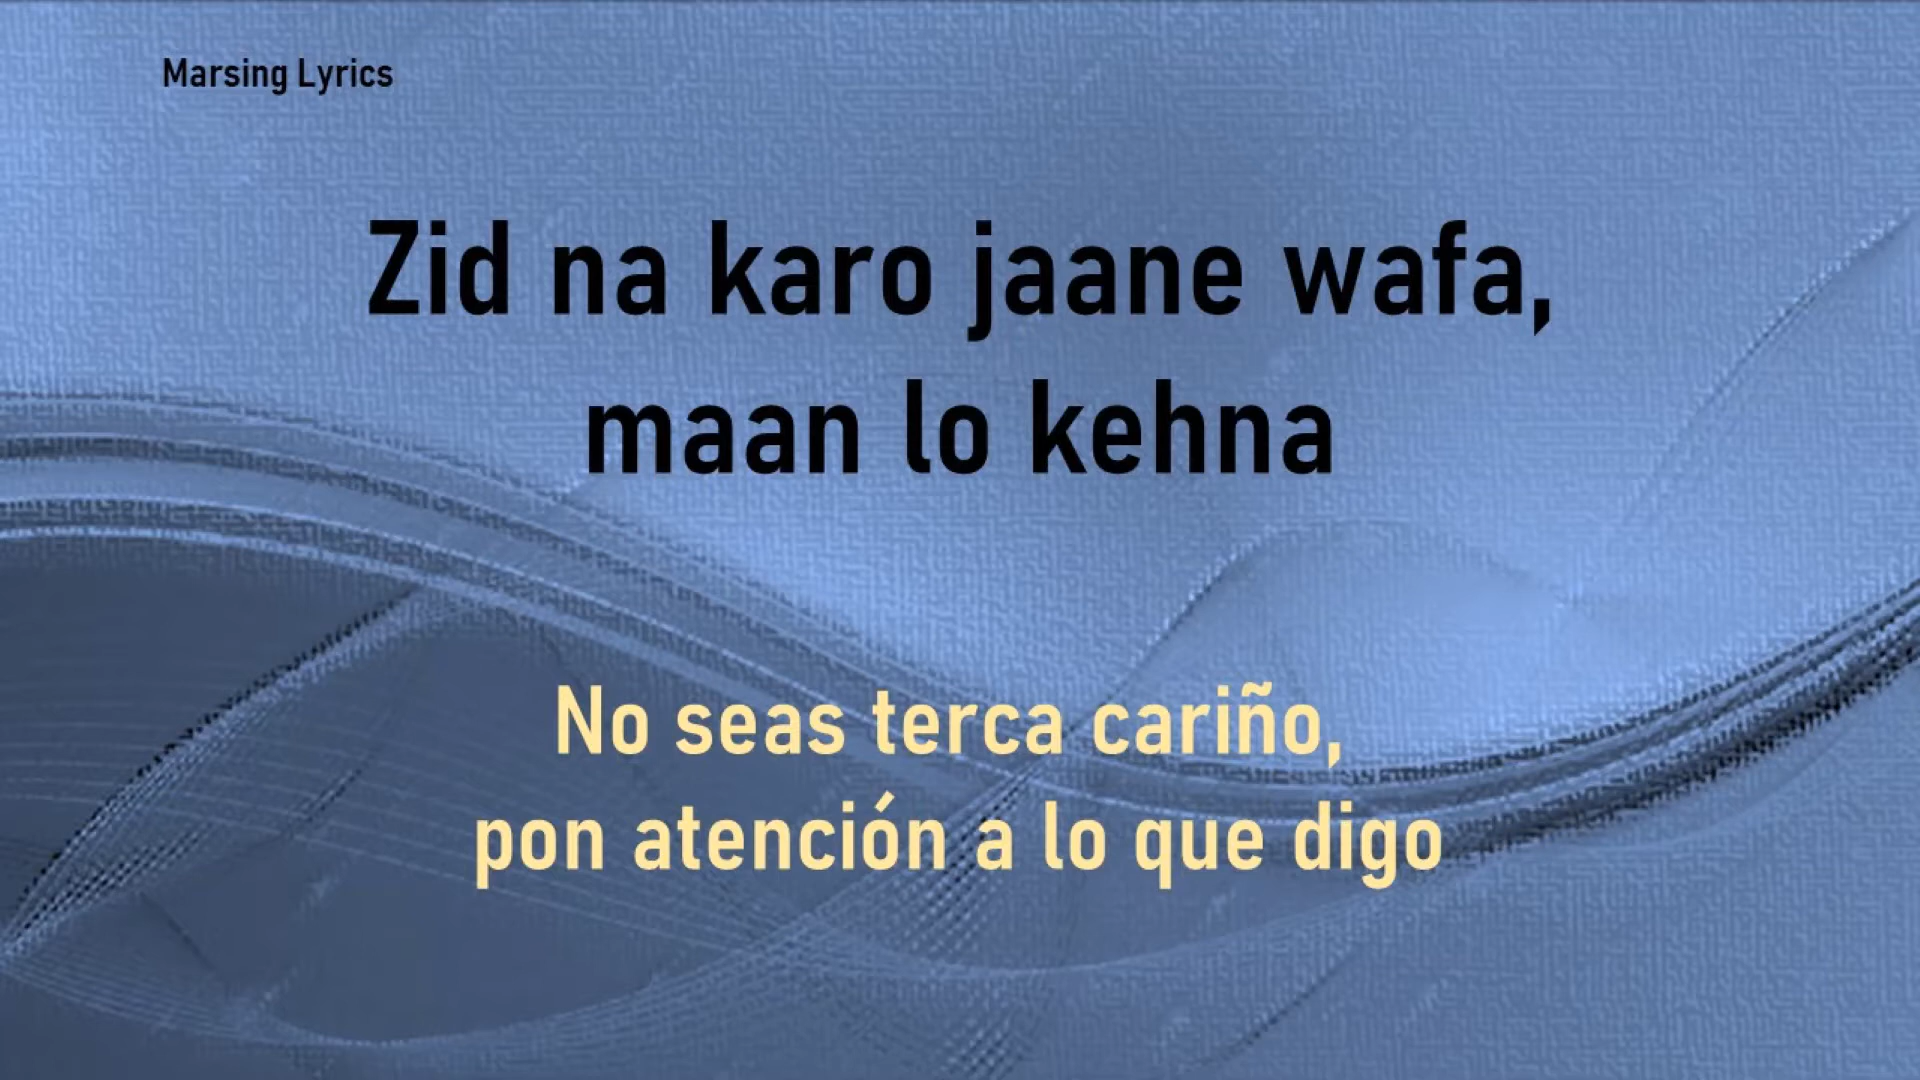 Marsing Lyrics
Zid na karo jaane wafa,
maan lo kehna
No seas terca cariño,
pon atención a lo que digo